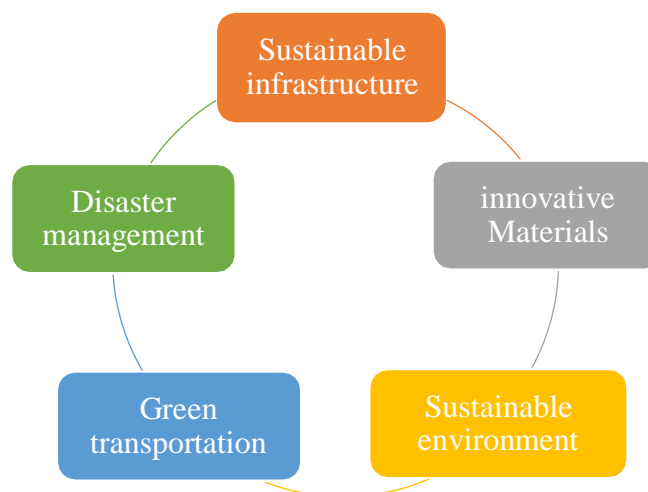 Sustainable
infrastructure
innovative
Materials
Sustainable
environment
Green
transportation
Disaster
management